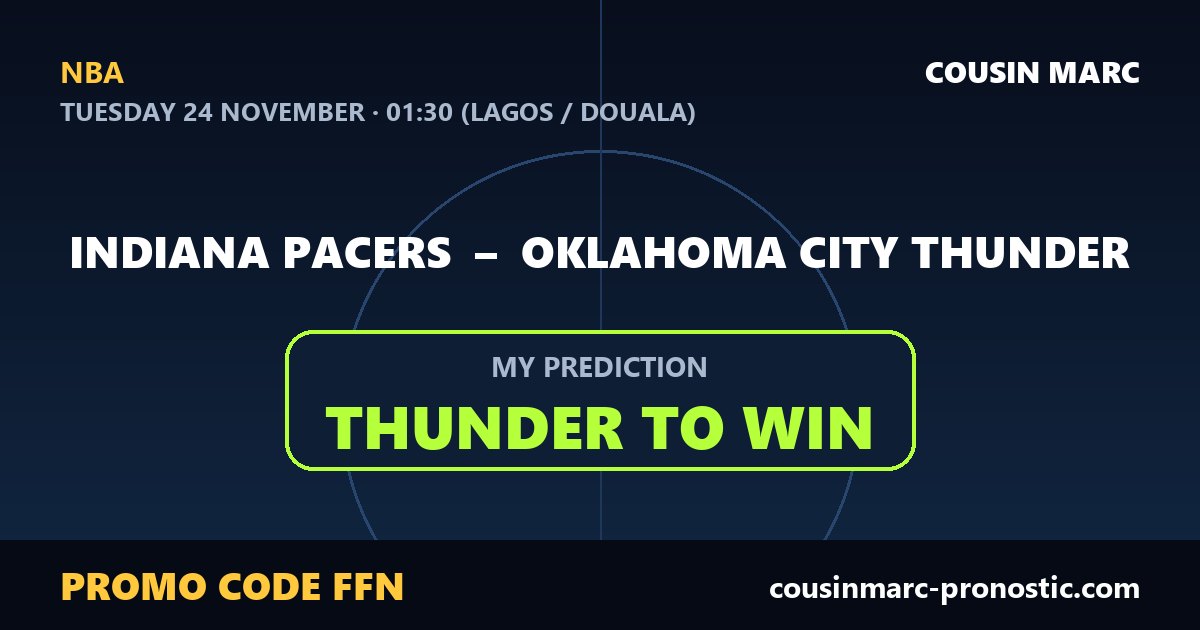 NBA
COUSIN MARC
TUESDAY 24 NOVEMBER · 01:30 (LAGOS / DOUALA)
INDIANA PACERS – OKLAHOMA CITY THUNDER
MY PREDICTION
THUNDER TO WIN
PROMO CODE FFN
cousinmarc-pronostic.com